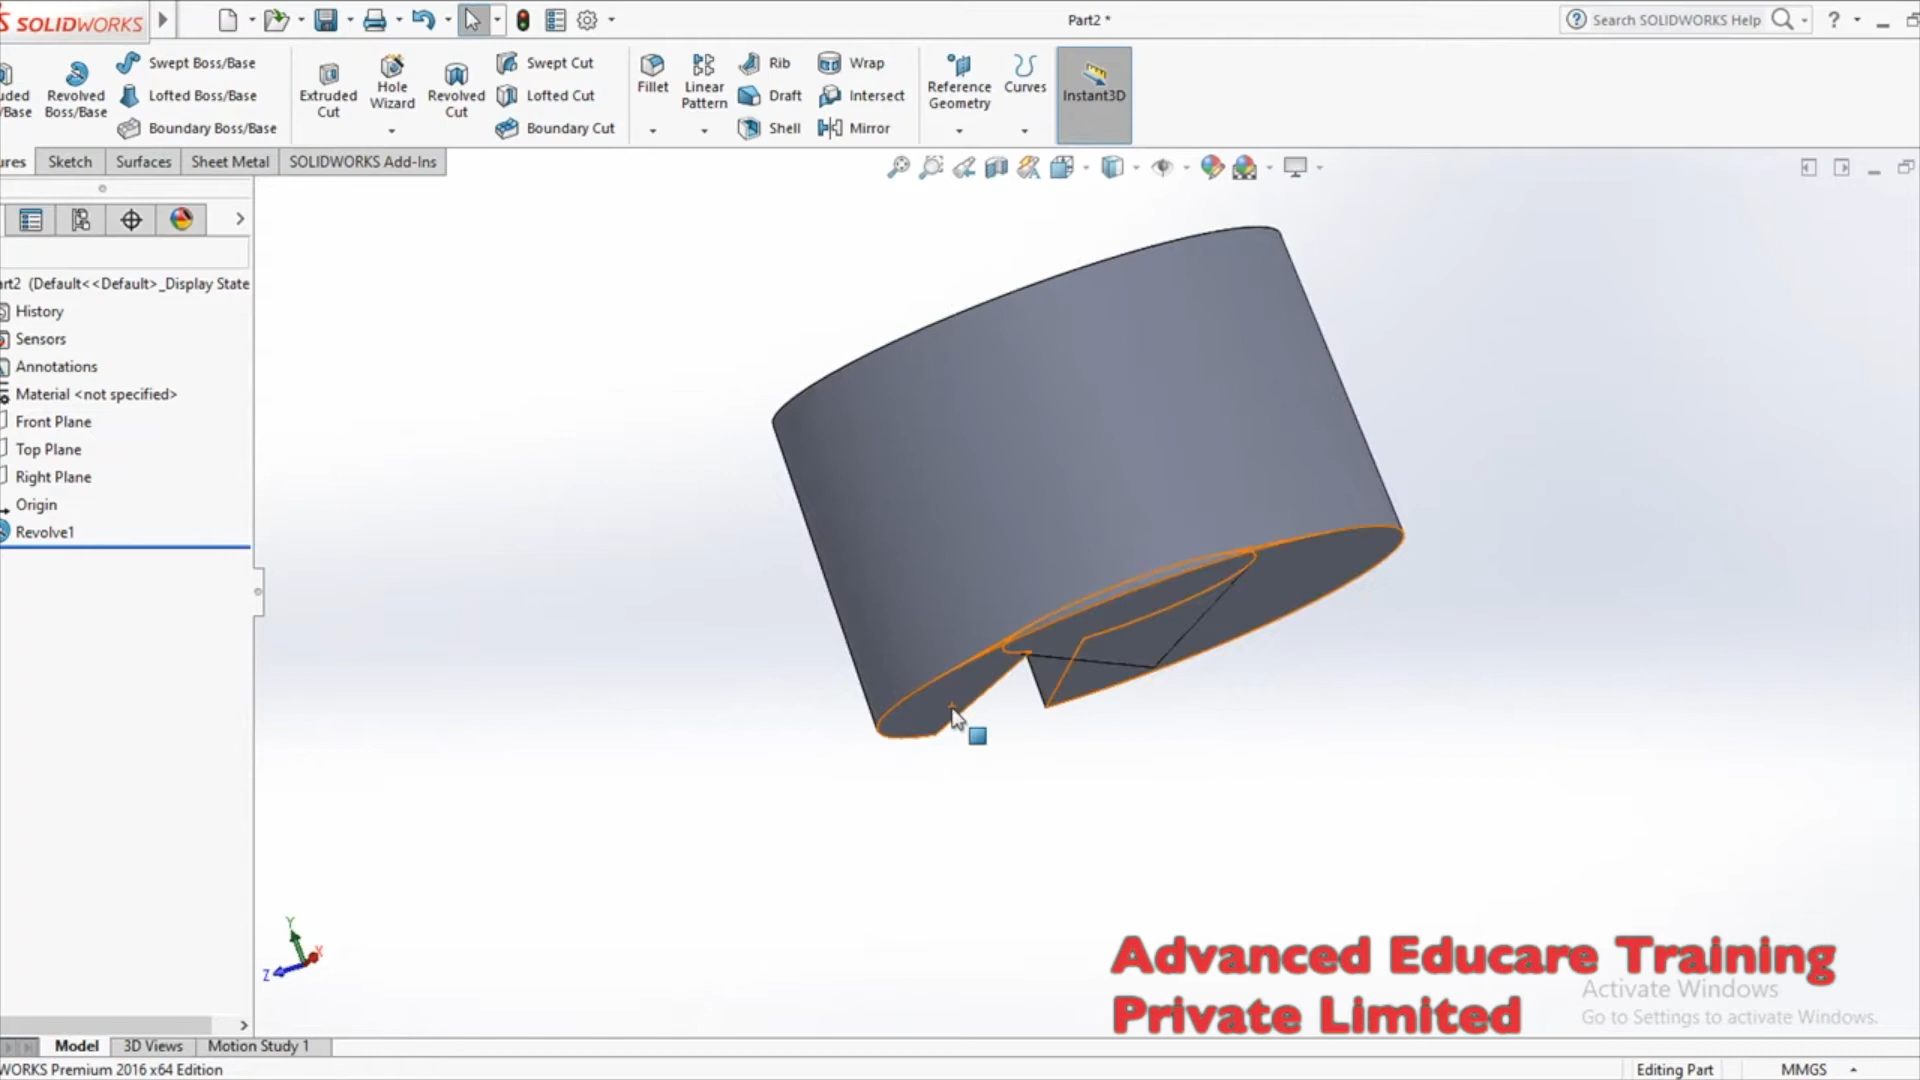 SOLIDWORKS
Part2 *
Search SOLIDWORKS Help
?
uded
/Base
Revolved
Boss/Base
Swept Boss/Base
Lofted Boss/Base
Boundary Boss/Base
Extruded
Cut
Hole
Wizard
Revolved
Cut
Swept Cut
Lofted Cut
Boundary Cut
Fillet
Linear
Pattern
Rib
Draft
Shell
Wrap
Intersect
Mirror
Reference
Geometry
Curves
Instant3D
ures
Sketch
Surfaces
Sheet Metal
SOLIDWORKS Add-Ins
art2 (Default<<Default>_Display State
History
Sensors
Annotations
Material <not specified>
Front Plane
Top Plane
Right Plane
Origin
Revolve1
Y
X
Z
Advanced Educare Training
Private Limited
Activate Windows
Go to Settings to activate Windows.
Model
3D Views
Motion Study 1
WORKS Premium 2016 x64 Edition
Editing Part
MMGS